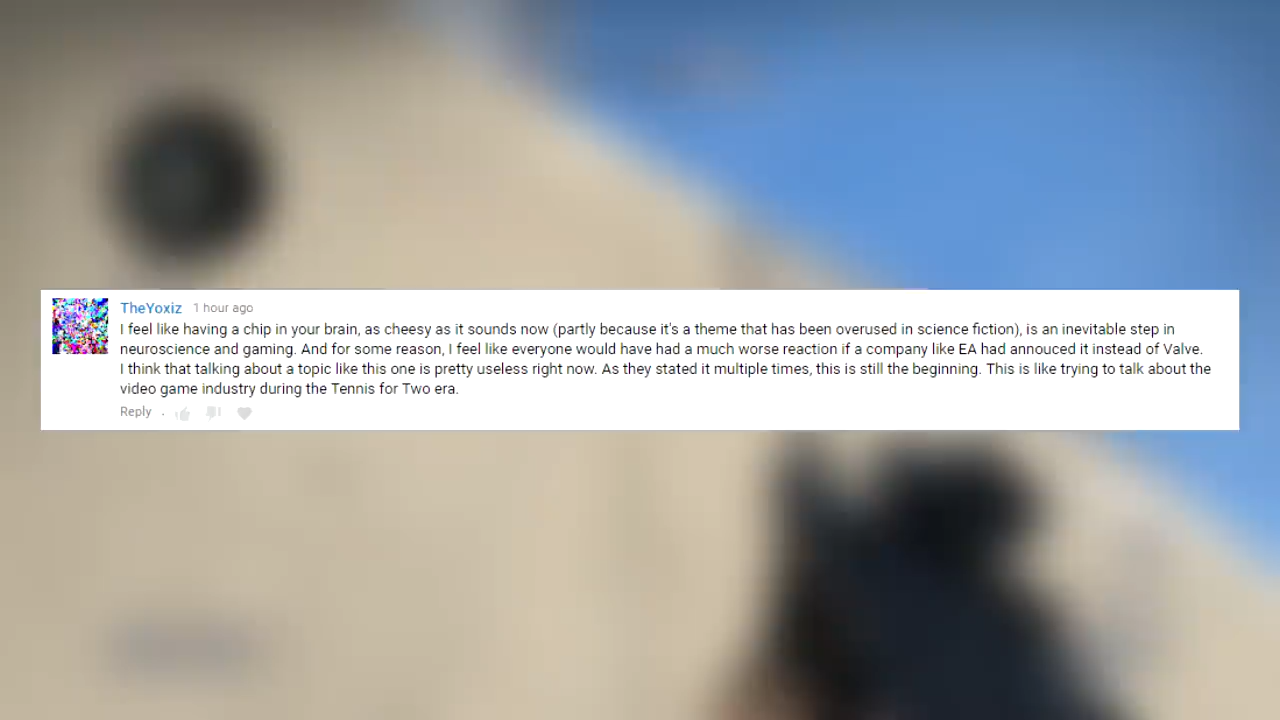 TheYoxiz 1 hour ago
I feel like having a chip in your brain, as cheesy as it sounds now (partly because it's a theme that has been overused in science fiction), is an inevitable step in
neuroscience and gaming. And for some reason, I feel like everyone would have had a much worse reaction if a company like EA had annouced it instead of Valve.
I think that talking about a topic like this one is pretty useless right now. As they stated it multiple times, this is still the beginning. This is like trying to talk about the
video game industry during the Tennis for Two era.
Reply .